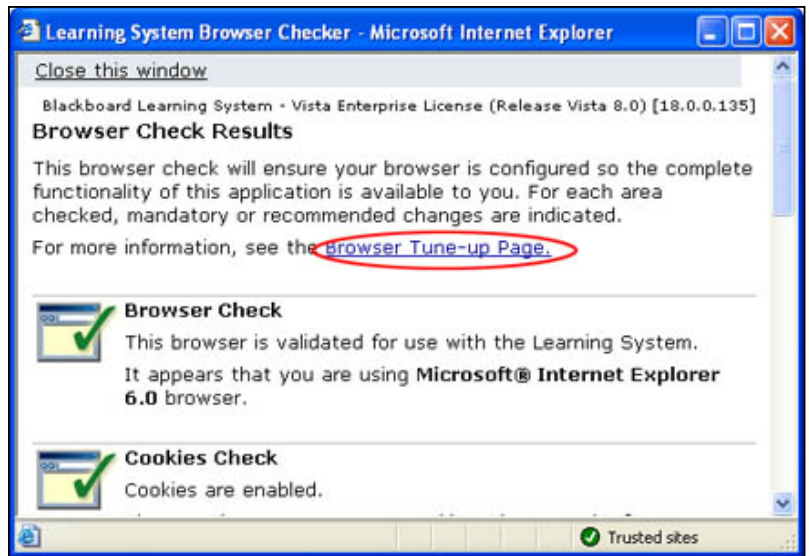 Learning System Browser Checker - Microsoft Internet Explorer
Close this window
Blackboard Learning System - Vista Enterprise License (Release Vista 8.0) [18.0.0.135]
Browser Check Results
This browser check will ensure your browser is configured so the complete
functionality of this application is available to you. For each area
checked, mandatory or recommended changes are indicated.
For more information, see the Browser Tune-up Page.
Browser Check
This browser is validated for use with the Learning System.
It appears that you are using Microsoft® Internet Explorer
6.0 browser.
Cookies Check
Cookies are enabled.
Trusted sites